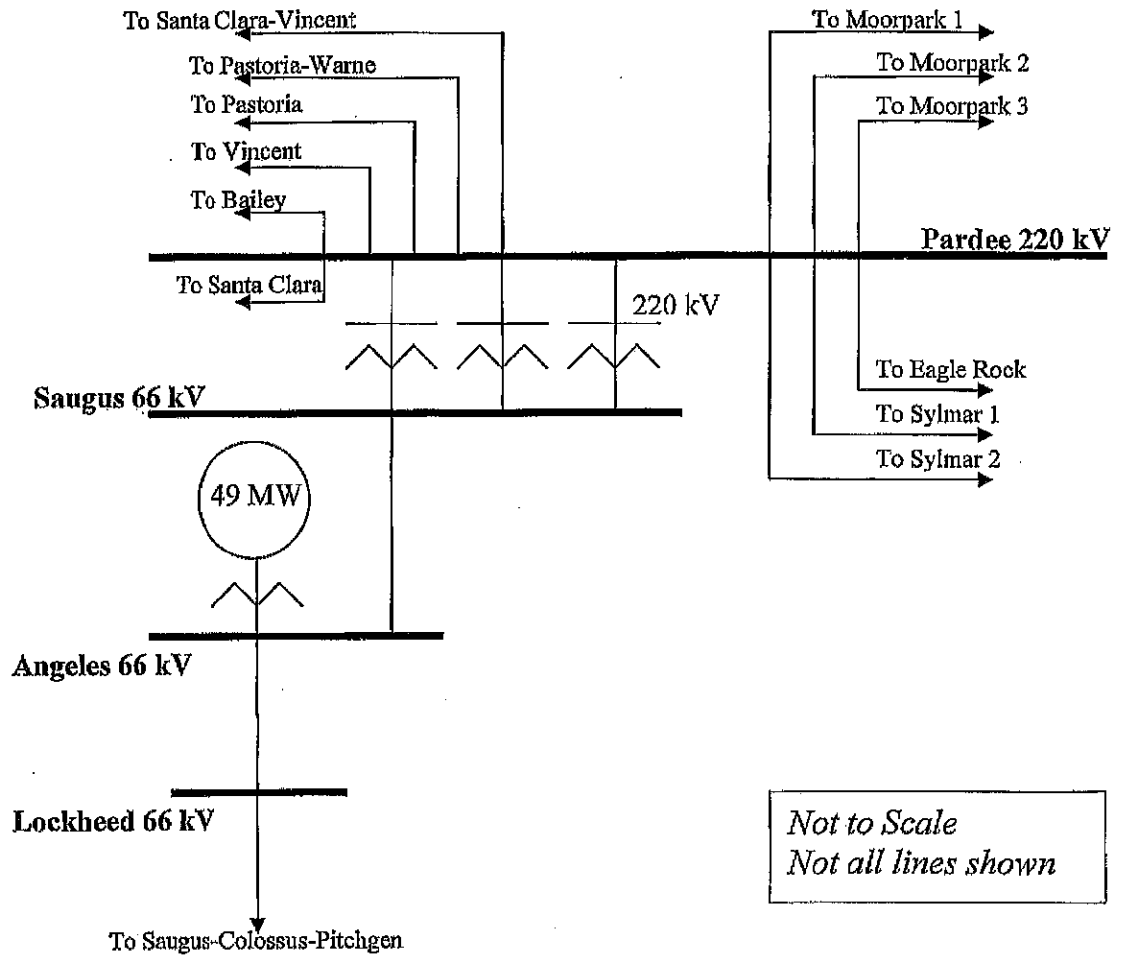 To Santa Clara-Vincent
To Pastoria-Warne
To Pastoria
To Vincent
To Bailey
To Santa Clara
To Moorpark 1
To Moorpark 2
To Moorpark 3
Pardee 220 kV
220 kV
To Eagle Rock
To Sylmar 1
To Sylmar 2
Saugus 66 kV
49 MW
Angeles 66 kV
Lockheed 66 kV
To Saugus-Colossus-Pitchgen
Not to Scale
Not all lines shown